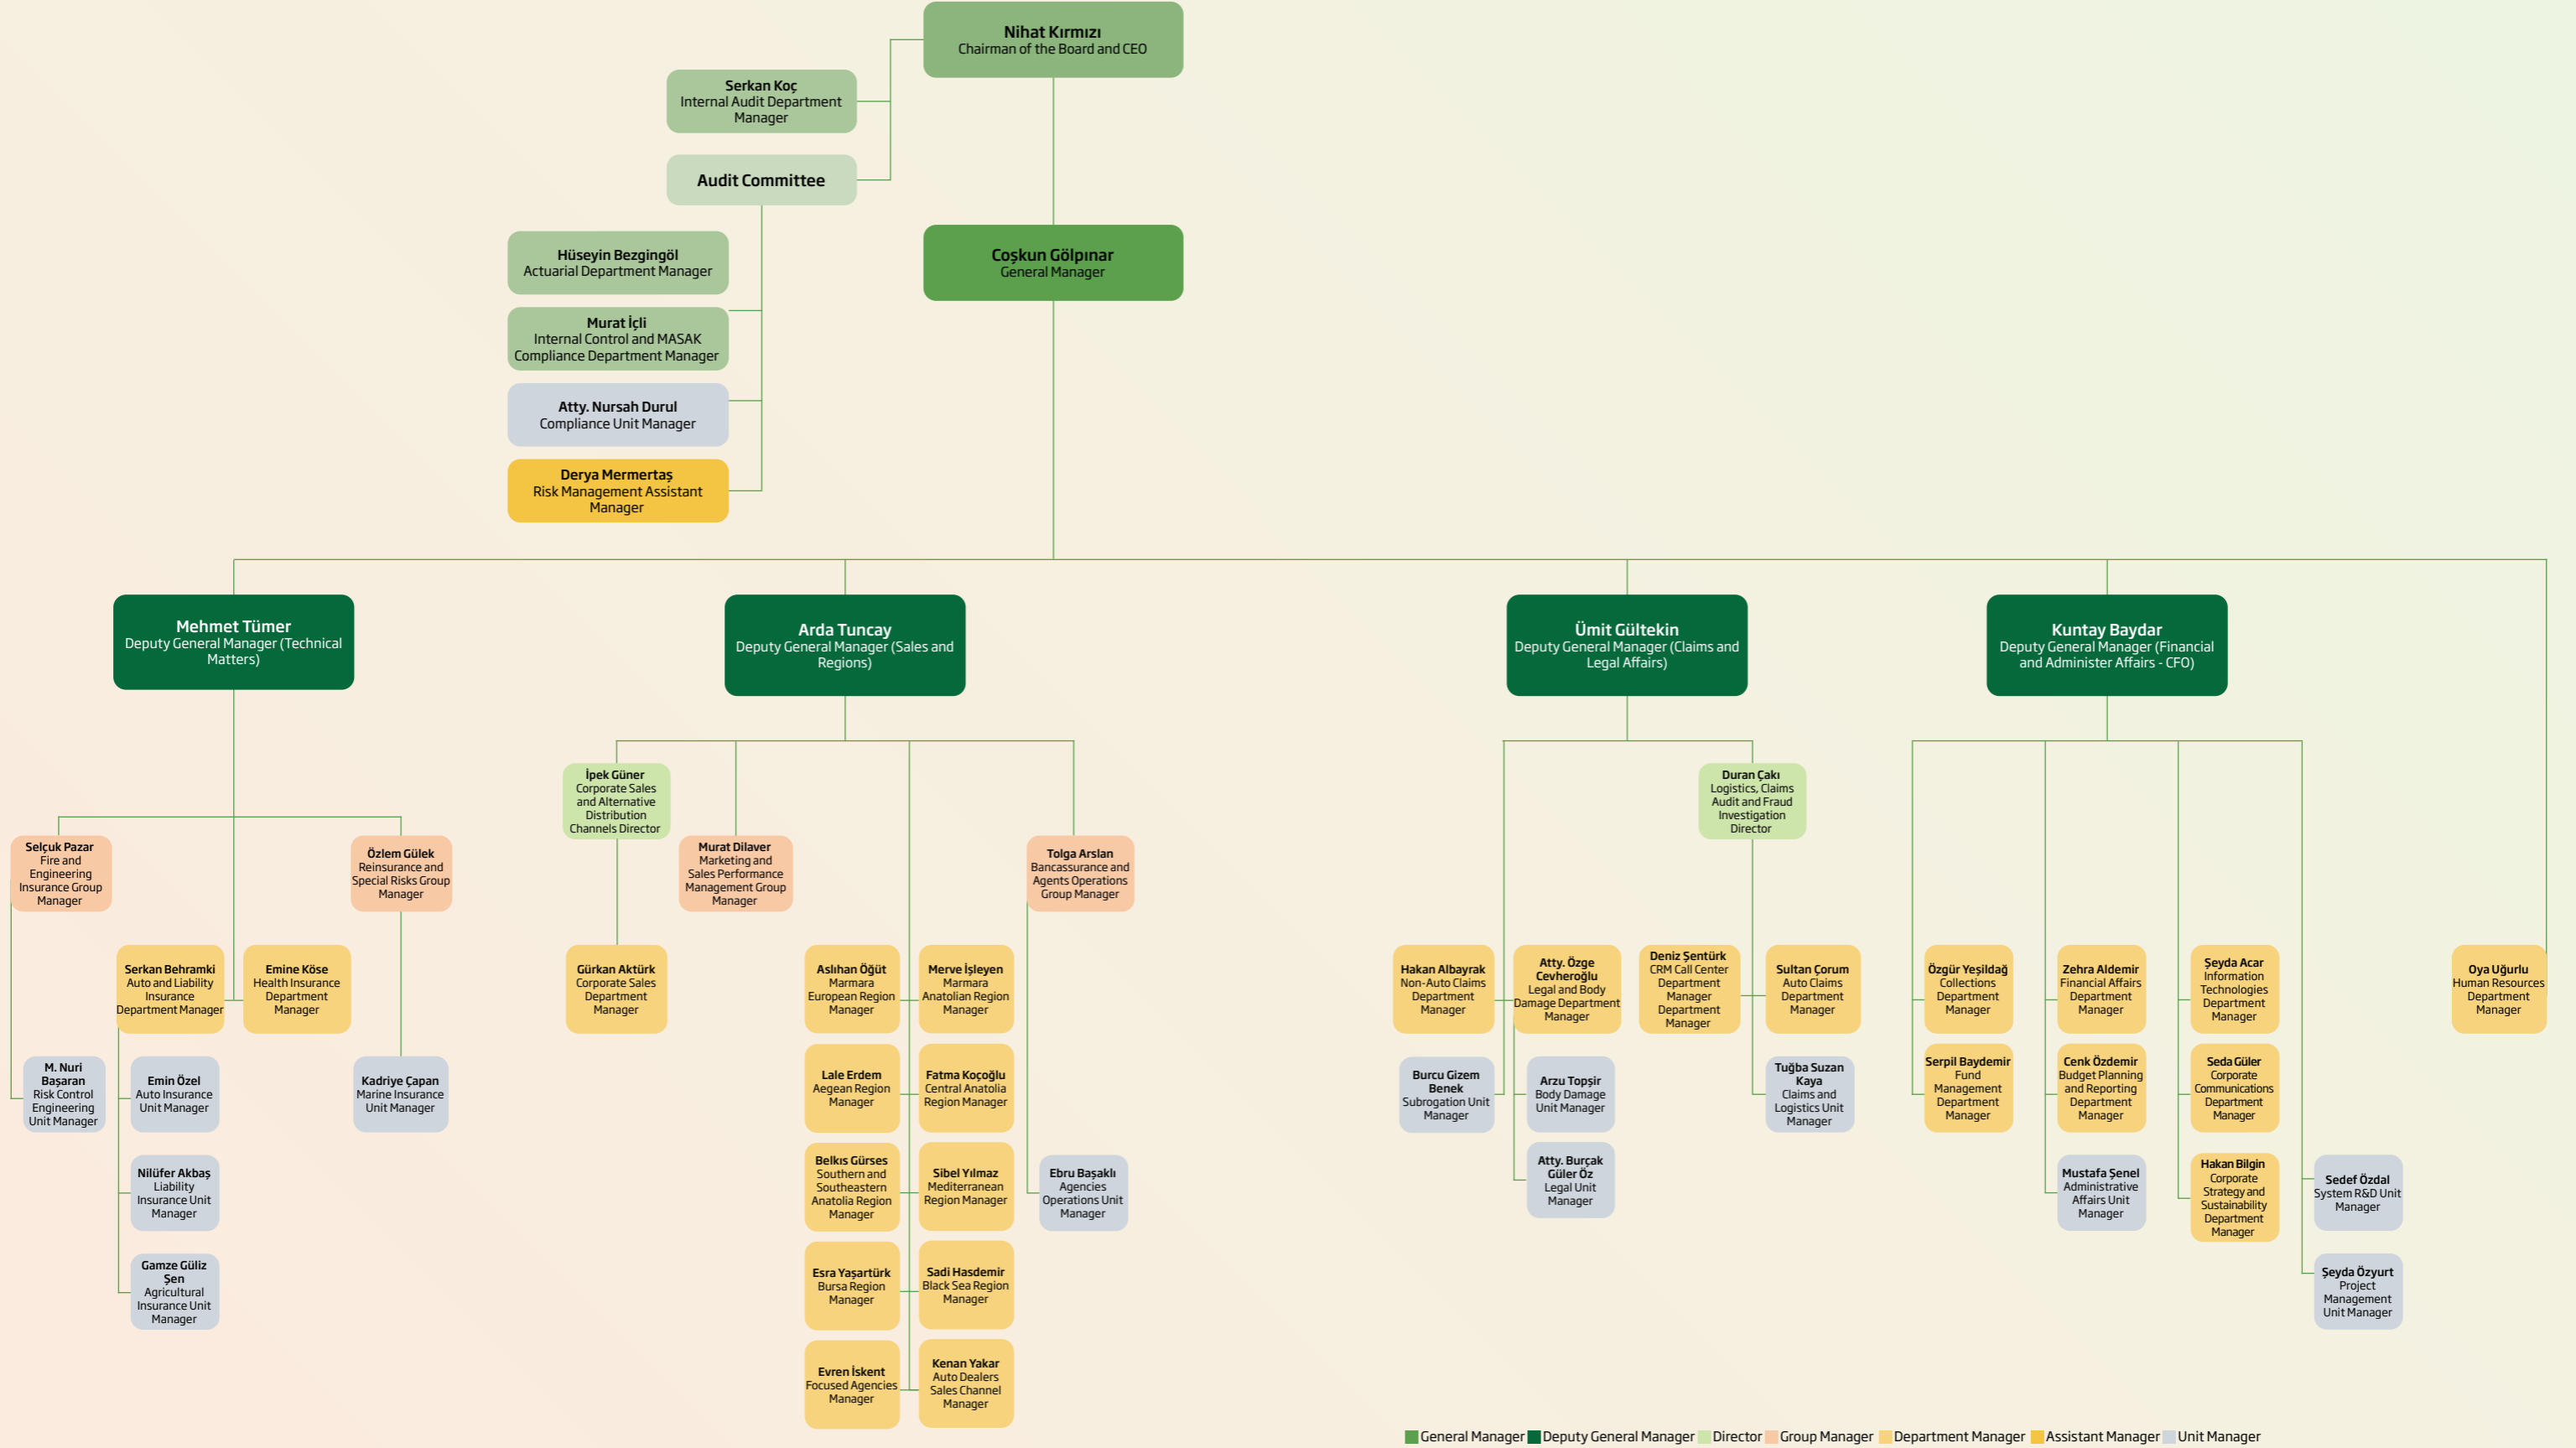 Nihat Kırmızı
Chairman of the Board and CEO
Serkan Koç
Internal Audit Department
Manager
Audit Committee
Hüseyin Bezgingöl
Actuarial Department Manager
Coşkun Gölpınar
General Manager
Murat İçli
Internal Control and MASAK
Compliance Department Manager
Atty. Nursah Durul
Compliance Unit Manager
Derya Mermertaş
Risk Management Assistant
Manager
Mehmet Tümer
Deputy General Manager (Technical
Matters)
Arda Tuncay
Deputy General Manager (Sales and
Regions)
Ümit Gültekin
Deputy General Manager (Claims and
Legal Affairs)
Kuntay Baydar
Deputy General Manager (Financial
and Administer Affairs - CFO)
Selçuk Pazar
Fire and
Engineering
Insurance Group
Manager
Özlem Gülek
Reinsurance and
Special Risks Group
Manager
Serkan Behramki
Auto and Liability
Insurance
Department Manager
Emine Köse
Health Insurance
Department
Manager
M. Nuri
Başaran
Risk Control
Engineering
Unit Manager
Emin Özel
Auto Insurance
Unit Manager
Kadriye Çapan
Marine Insurance
Unit Manager
Nilüfer Akbaş
Liability
Insurance Unit
Manager
Gamze Güliz
Şen
Agricultural
Insurance Unit
Manager
İpek Güner
Corporate Sales
and Alternative
Distribution
Channels Director
Murat Dilaver
Marketing and
Sales Performance
Management Group
Manager
Tolga Arslan
Bancassurance and
Agents Operations
Group Manager
Gürkan Aktürk
Corporate Sales
Department
Manager
Aslıhan Öğüt
Marmara
European Region
Manager
Merve İşleyen
Marmara
Anatolian Region
Manager
Lale Erdem
Aegean Region
Manager
Fatma Koçoğlu
Central Anatolia
Region Manager
Belkıs Gürses
Southern and
Southeastern
Anatolia Region
Manager
Sibel Yılmaz
Mediterranean
Region Manager
Ebru Başaklı
Agencies
Operations Unit
Manager
Esra Yaşartürk
Bursa Region
Manager
Sadi Hasdemir
Black Sea Region
Manager
Evren İskent
Focused Agencies
Manager
Kenan Yakar
Auto Dealers
Sales Channel
Manager
Duran Çakı
Logistics, Claims
Audit and Fraud
Investigation
Director
Hakan Albayrak
Non-Auto Claims
Department
Manager
Atty. Özge
Cevheroğlu
Legal and Body
Damage Department
Manager
Deniz Şentürk
CRM Call Center
Department
Manager
Department
Manager
Sultan Çorum
Auto Claims
Department
Manager
Burcu Gizem
Benek
Subrogation Unit
Manager
Arzu Topşir
Body Damage
Unit Manager
Tuğba Suzan
Kaya
Claims and
Logistics Unit
Manager
Atty. Burçak
Güler Öz
Legal Unit
Manager
Özgür Yeşildağ
Collections
Department
Manager
Zehra Aldemir
Financial Affairs
Department
Manager
Şeyda Acar
Information
Technologies
Department
Manager
Oya Uğurlu
Human Resources
Department
Manager
Serpil Baydemir
Fund
Management
Department
Manager
Cenk Özdemir
Budget Planning
and Reporting
Department
Manager
Seda Güler
Corporate
Communications
Department
Manager
Mustafa Şenel
Administrative
Affairs Unit
Manager
Hakan Bilgin
Corporate
Strategy and
Sustainability
Department
Manager
Sedef Özdal
System R&D Unit
Manager
Şeyda Özyurt
Project
Management
Unit Manager
General Manager Deputy General Manager Director Group Manager Department Manager Assistant Manager Unit Manager